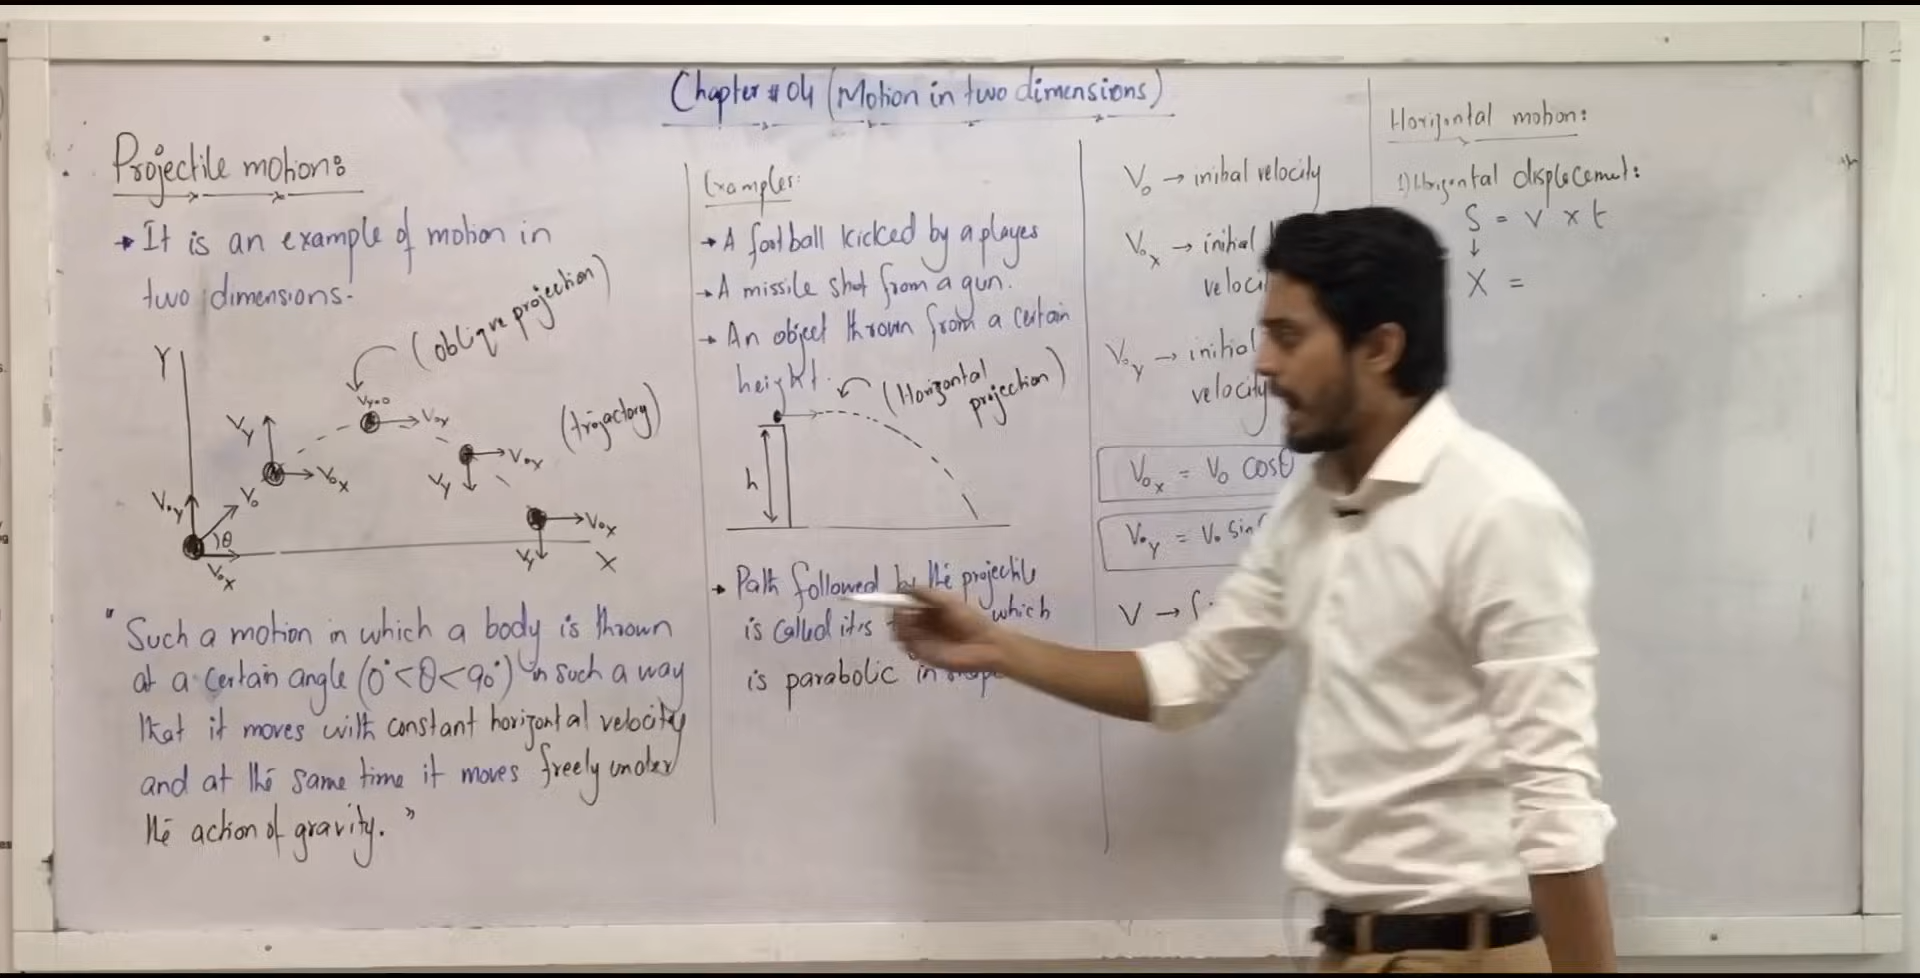 Chapter # 04 (Motion in two dimensions)
Projectile motion:
→ It is an example of motion in
two dimensions.
(oblique projection)
Y
Vy=0
Vox
Vy
Vox
(trojactory)
Vox
Vy
Voy
Vo
θ
Vox
Vox
Vy
X
" Such a motion in which a body is thrown
at a certain angle (0°<θ<90°) in such a way
that it moves with constant horizontal velocity
and at the same time it moves freely under
the action of gravity. "
Examples:
→ A football kicked by a player
→ A missile shot from a gun.
→ An object thrown from a certain
height.
(Horizontal
projection)
h
→ Path followed by the projectile
is called it's which
is parabolic in
Vo → initial velocity
Vox → initial
Voy → initial
velocity
Vox = Vo cosθ
Voy = Vo sin
V →
Horizontal motion:
1) Horizontal displacement:
S = V x t
↓
X =